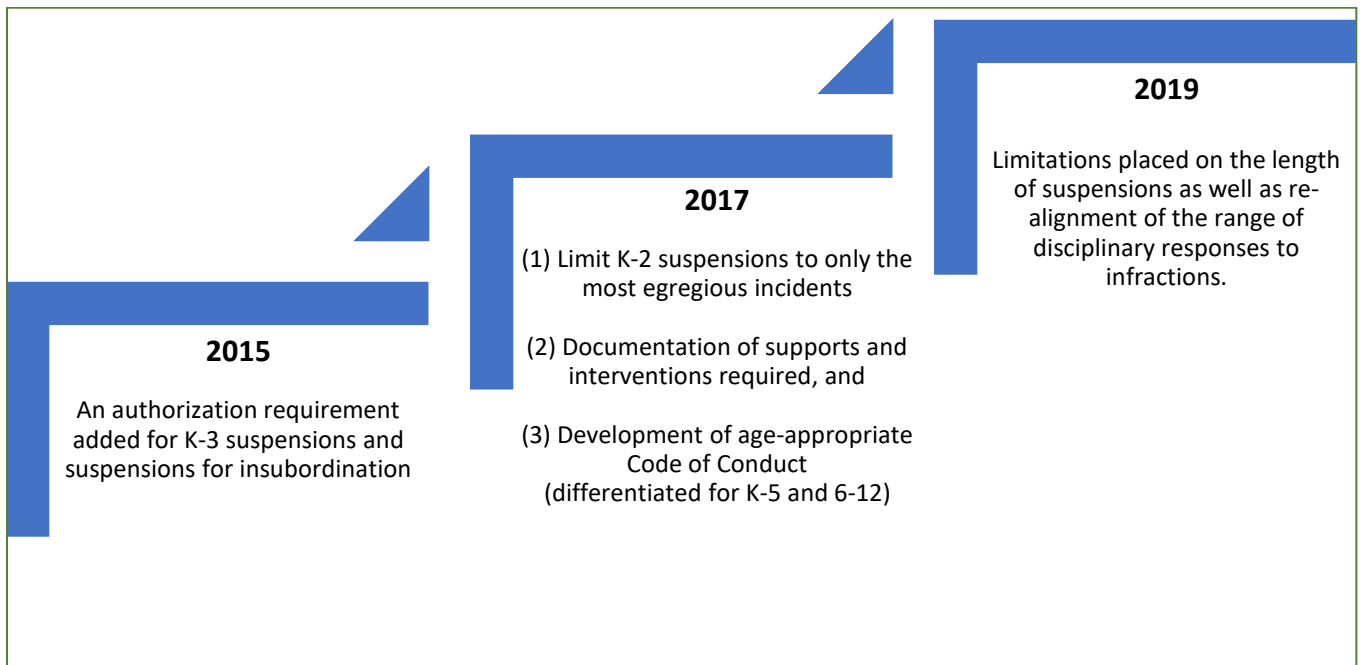 2015
An authorization requirement
added for K-3 suspensions and
suspensions for insubordination
2017
(1) Limit K-2 suspensions to only the
most egregious incidents
(2) Documentation of supports and
interventions required, and
(3) Development of age-appropriate
Code of Conduct
(differentiated for K-5 and 6-12)
2019
Limitations placed on the length
of suspensions as well as re-
alignment of the range of
disciplinary responses to
infractions.